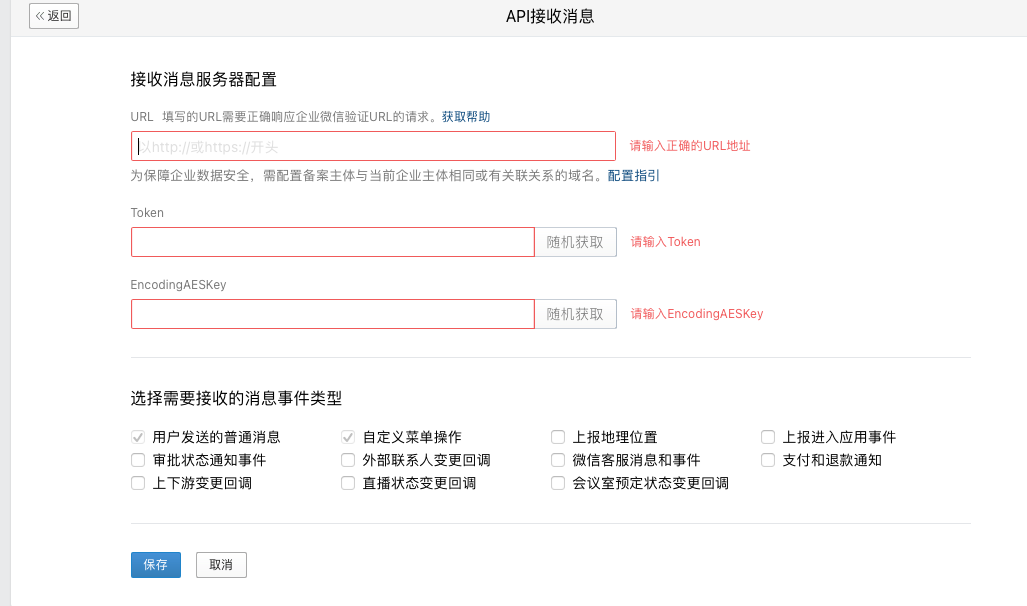 返回 API接收消息
接收消息服务器配置
URL 填写的URL需要正确响应企业微信验证URL的请求。获取帮助
以http://或https://开头 请输入正确的URL地址
为保障企业数据安全，需配置备案主体与当前企业主体相同或有关联关系的域名。配置指引
Token
随机获取 请输入Token
EncodingAESKey
随机获取 请输入EncodingAESKey
选择需要接收的消息事件类型
用户发送的普通消息 自定义菜单操作 上报地理位置 上报进入应用事件
审批状态通知事件 外部联系人变更回调 微信客服消息和事件 支付和退款通知
上下游变更回调 直播状态变更回调 会议室预定状态变更回调
保存 取消